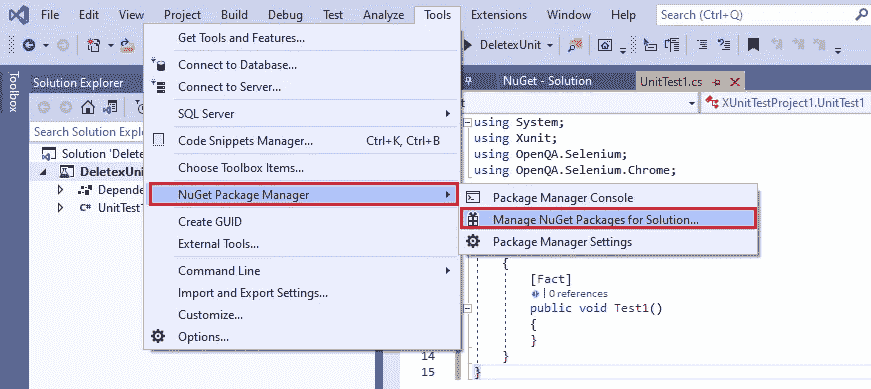 File Edit View Project Build Debug Test Analyze Tools Extensions Window Help Search (Ctrl+Q)
Get Tools and Features...
DeletexUnit
Toolbox
Solution Explorer
Connect to Database...
NuGet - Solution UnitTest1.cs
Connect to Server...
XUnitTestProject1.UnitTest1
SQL Server
using System;
Search Solution Explo
Code Snippets Manager... Ctrl+K, Ctrl+B
using Xunit;
Solution 'Delete
using OpenQA.Selenium;
Choose Toolbox Items...
using OpenQA.Selenium.Chrome;
DeletexUnit
Depende
NuGet Package Manager
Package Manager Console
UnitTest
Create GUID
Manage NuGet Packages for Solution...
External Tools...
Package Manager Settings
Command Line
{
Import and Export Settings...
[Fact]
0 references
Customize...
public void Test1()
Options...
{
}
14 }
15 }